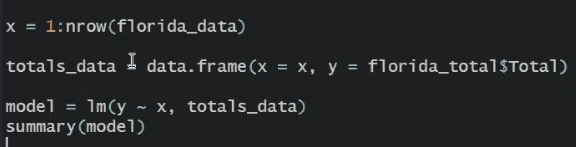 x = 1:nrow(florida_data)
totals_data = data.frame(x = x, y = florida_total$Total)
model = lm(y ~ x, totals_data)
summary(model)